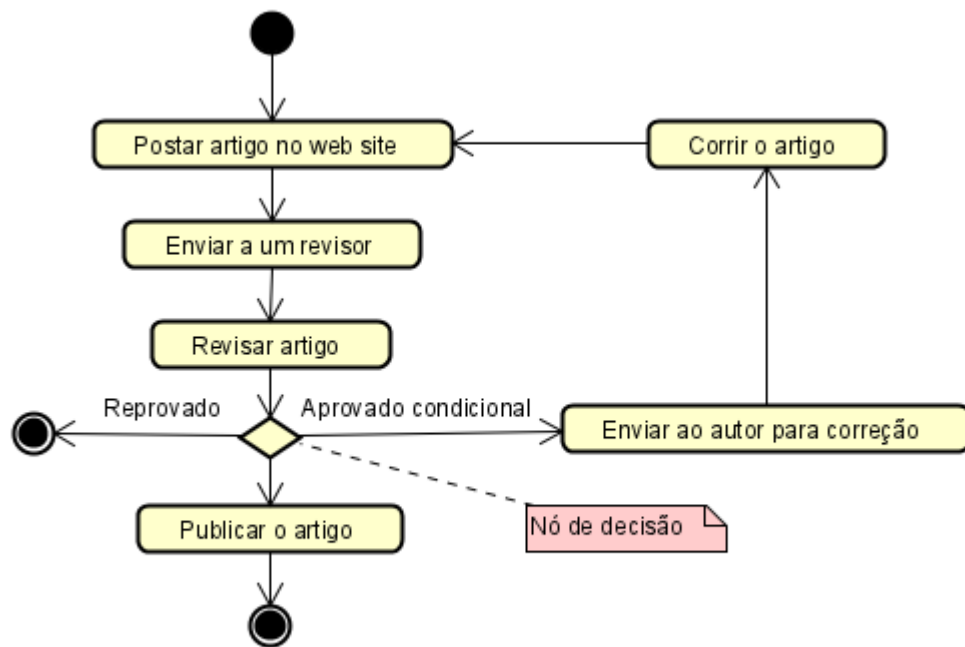 Postar artigo no web site
Corrir o artigo
Enviar a um revisor
Revisar artigo
Reprovado
Aprovado condicional
Enviar ao autor para correção
Publicar o artigo
Nó de decisão